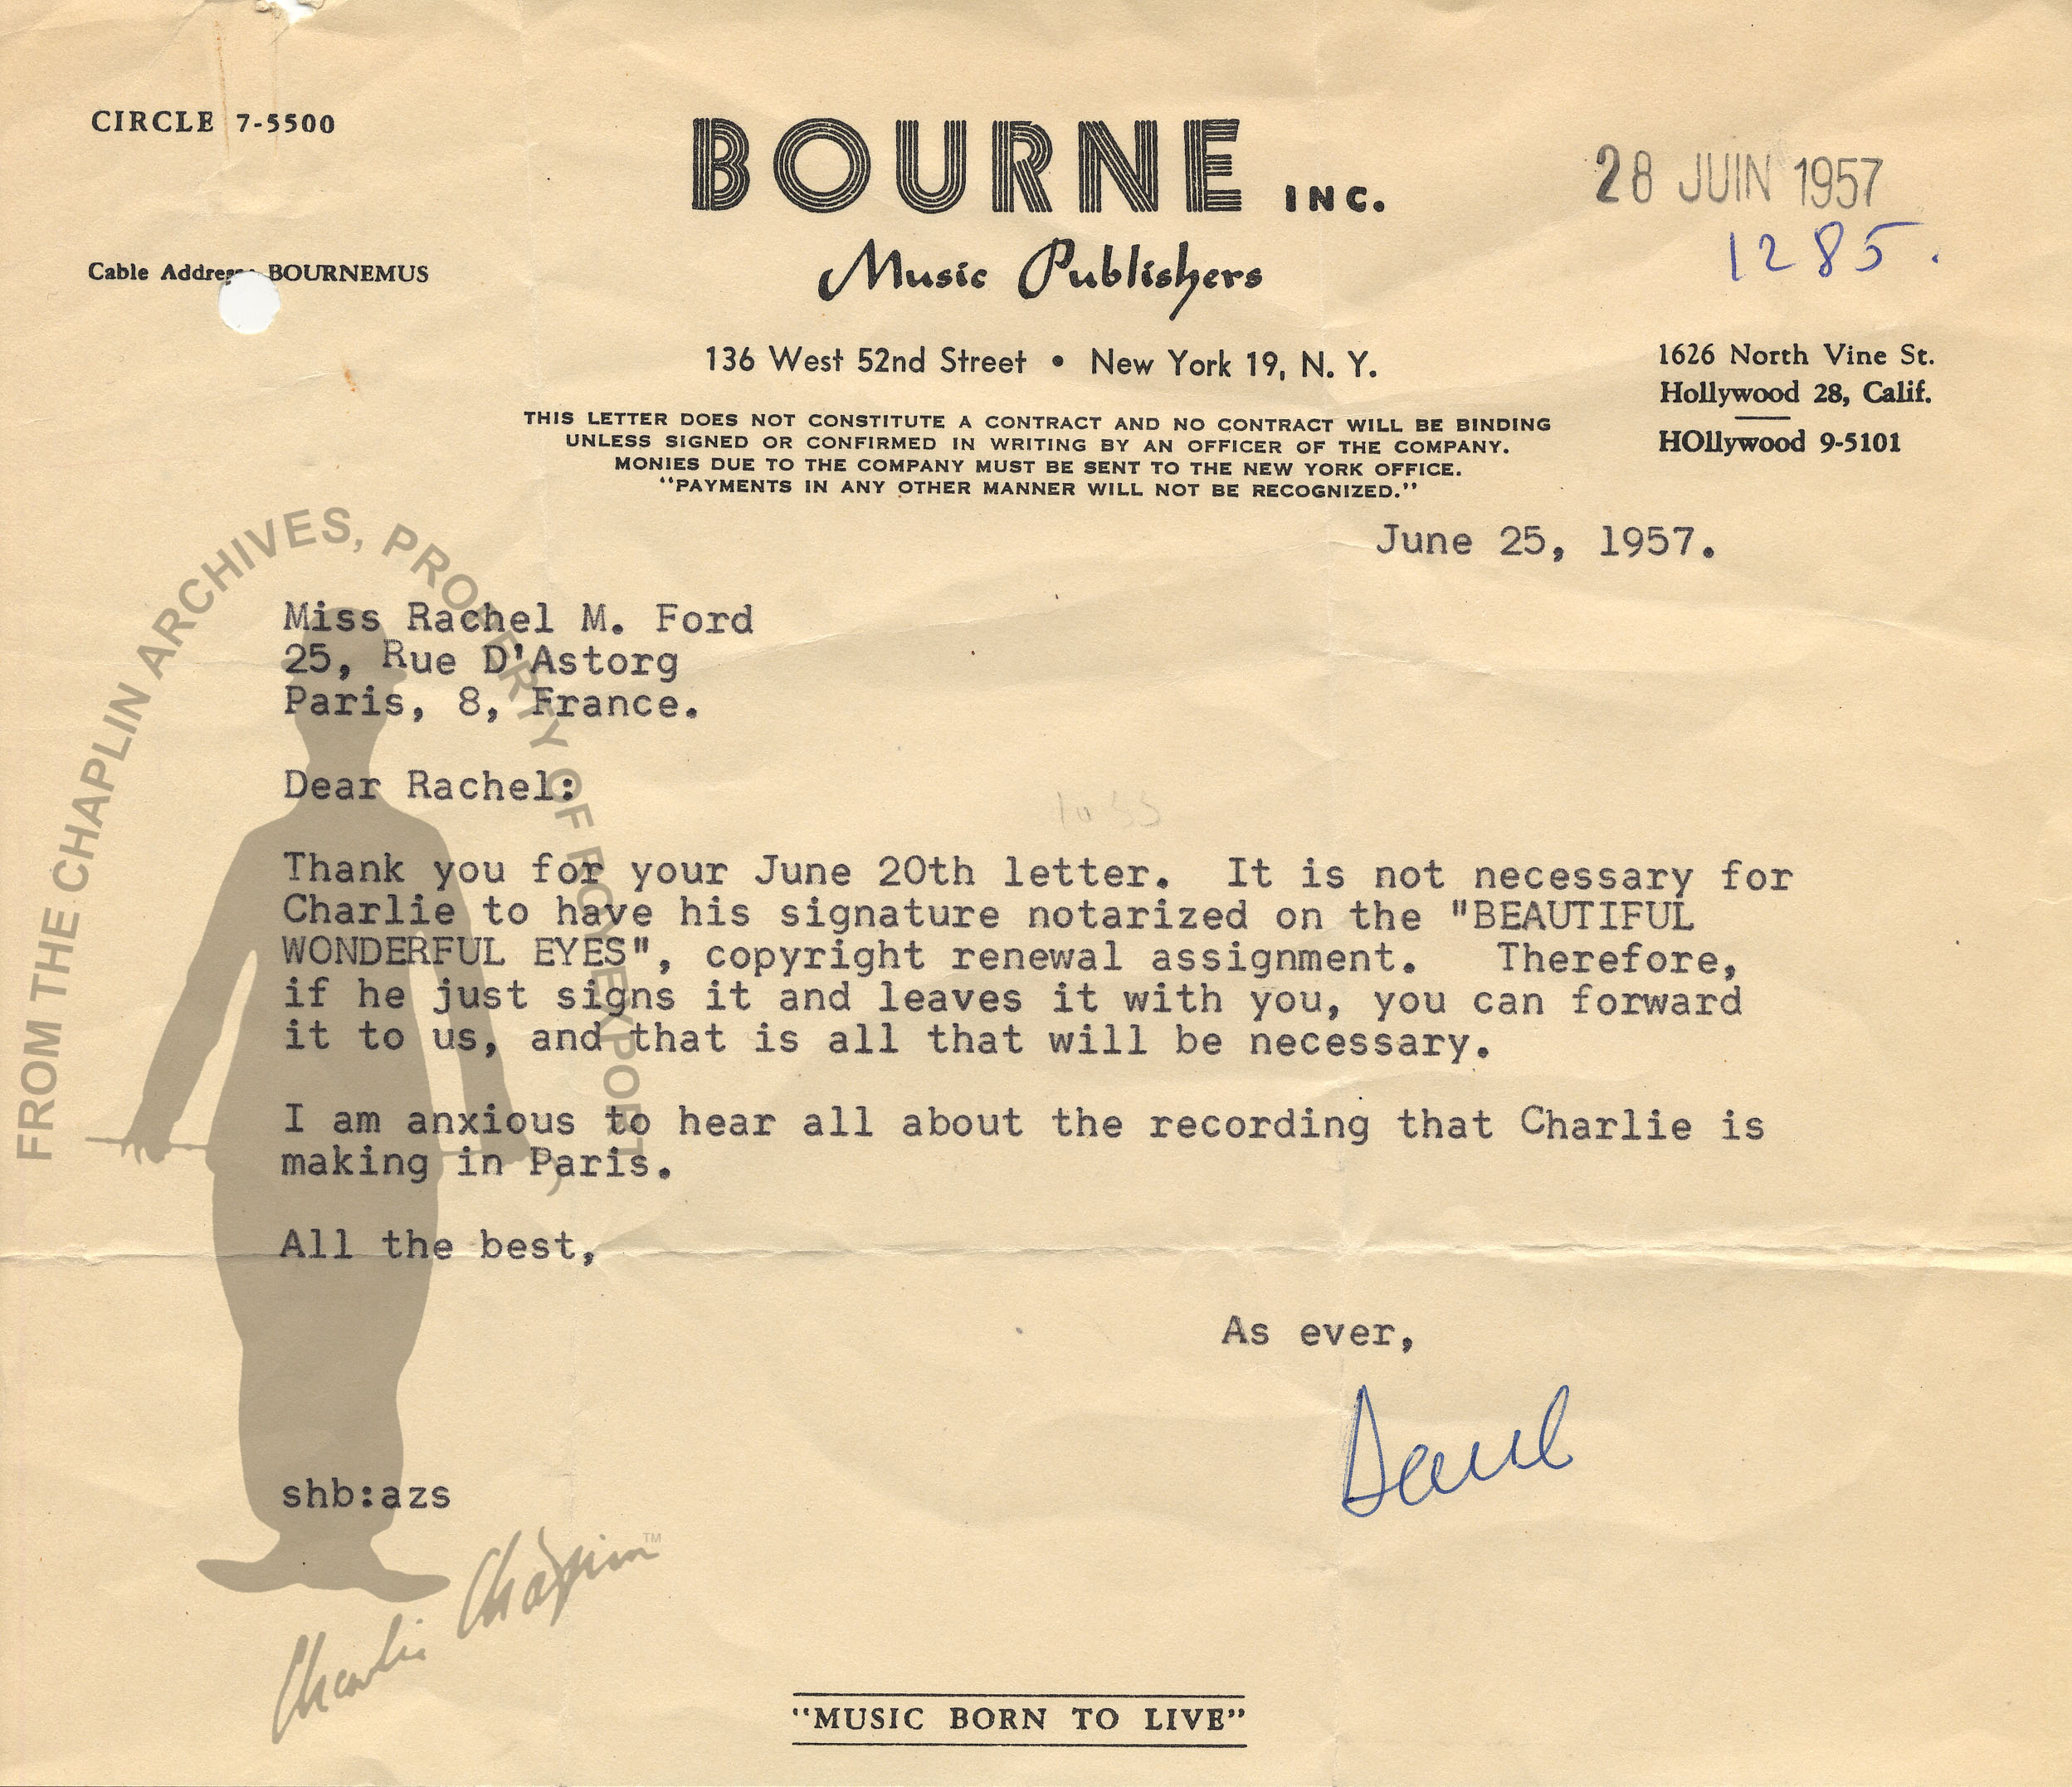 CIRCLE 7-5500
BOURNE INC.
28 JUIN 1957
1285.
Cable Address BOURNEMUS
Music Publishers
136 West 52nd Street • New York 19, N. Y.
1626 North Vine St.
Hollywood 28, Calif.
HOllywood 9-5101
THIS LETTER DOES NOT CONSTITUTE A CONTRACT AND NO CONTRACT WILL BE BINDING
UNLESS SIGNED OR CONFIRMED IN WRITING BY AN OFFICER OF THE COMPANY.
MONIES DUE TO THE COMPANY MUST BE SENT TO THE NEW YORK OFFICE.
"PAYMENTS IN ANY OTHER MANNER WILL NOT BE RECOGNIZED."
June 25, 1957.
FROM THE CHAPLIN ARCHIVES, PROPERTY OF ROY EXPORT
Miss Rachel M. Ford
25, Rue D'Astorg
Paris, 8, France.
Dear Rachel:
Thank you for your June 20th letter.  It is not necessary for
Charlie to have his signature notarized on the "BEAUTIFUL
WONDERFUL EYES", copyright renewal assignment.   Therefore,
if he just signs it and leaves it with you, you can forward
it to us, and that is all that will be necessary.
I am anxious to hear all about the recording that Charlie is
making in Paris.
All the best,
As ever,
shb:azs
Charlie Chaplin™
"MUSIC BORN TO LIVE"